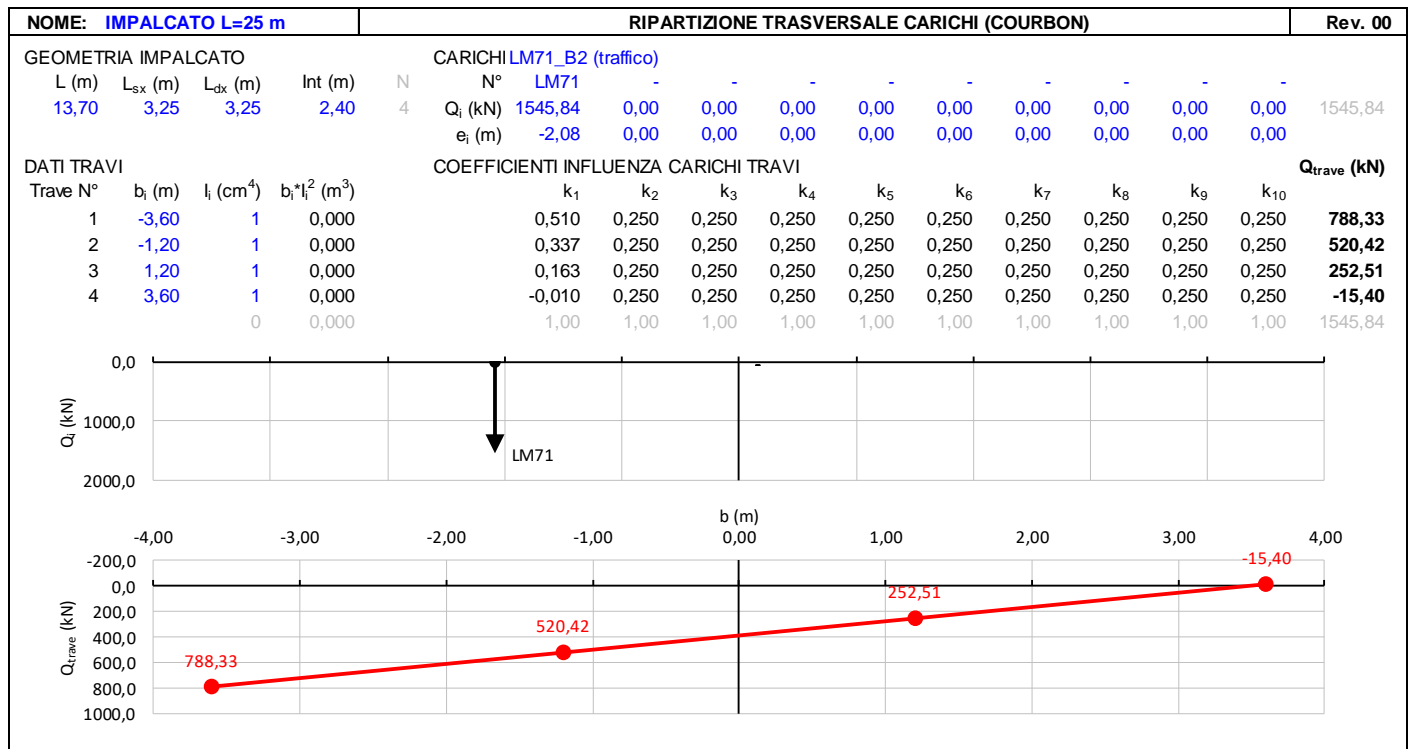 NOME: IMPALCATO L=25 m RIPARTIZIONE TRASVERSALE CARICHI (COURBON) Rev. 00
GEOMETRIA IMPALCATO CARICHI LM71_B2 (traffico)
L (m) Lsx (m) Ldx (m) Int (m) N N° LM71 - - - - - - - - -
13,70 3,25 3,25 2,40 4 Qi (kN) 1545,84 0,00 0,00 0,00 0,00 0,00 0,00 0,00 0,00 0,00 1545,84
ei (m) -2,08 0,00 0,00 0,00 0,00 0,00 0,00 0,00 0,00 0,00
DATI TRAVI COEFFICIENTI INFLUENZA CARICHI TRAVI Qtrave (kN)
Trave N° bi (m) Ii (cm4) bi*Ii2 (m3) k1 k2 k3 k4 k5 k6 k7 k8 k9 k10
1 -3,60 1 0,000 0,510 0,250 0,250 0,250 0,250 0,250 0,250 0,250 0,250 0,250 788,33
2 -1,20 1 0,000 0,337 0,250 0,250 0,250 0,250 0,250 0,250 0,250 0,250 0,250 520,42
3 1,20 1 0,000 0,163 0,250 0,250 0,250 0,250 0,250 0,250 0,250 0,250 0,250 252,51
4 3,60 1 0,000 -0,010 0,250 0,250 0,250 0,250 0,250 0,250 0,250 0,250 0,250 -15,40
0 0,000 1,00 1,00 1,00 1,00 1,00 1,00 1,00 1,00 1,00 1,00 1545,84
0,0
1000,0
2000,0
Qi (kN)
LM71
-
b (m)
-4,00 -3,00 -2,00 -1,00 0,00 1,00 2,00 3,00 4,00
-200,0
0,0
200,0
400,0
600,0
800,0
1000,0
Qtrave (kN)
788,33
520,42
252,51
-15,40